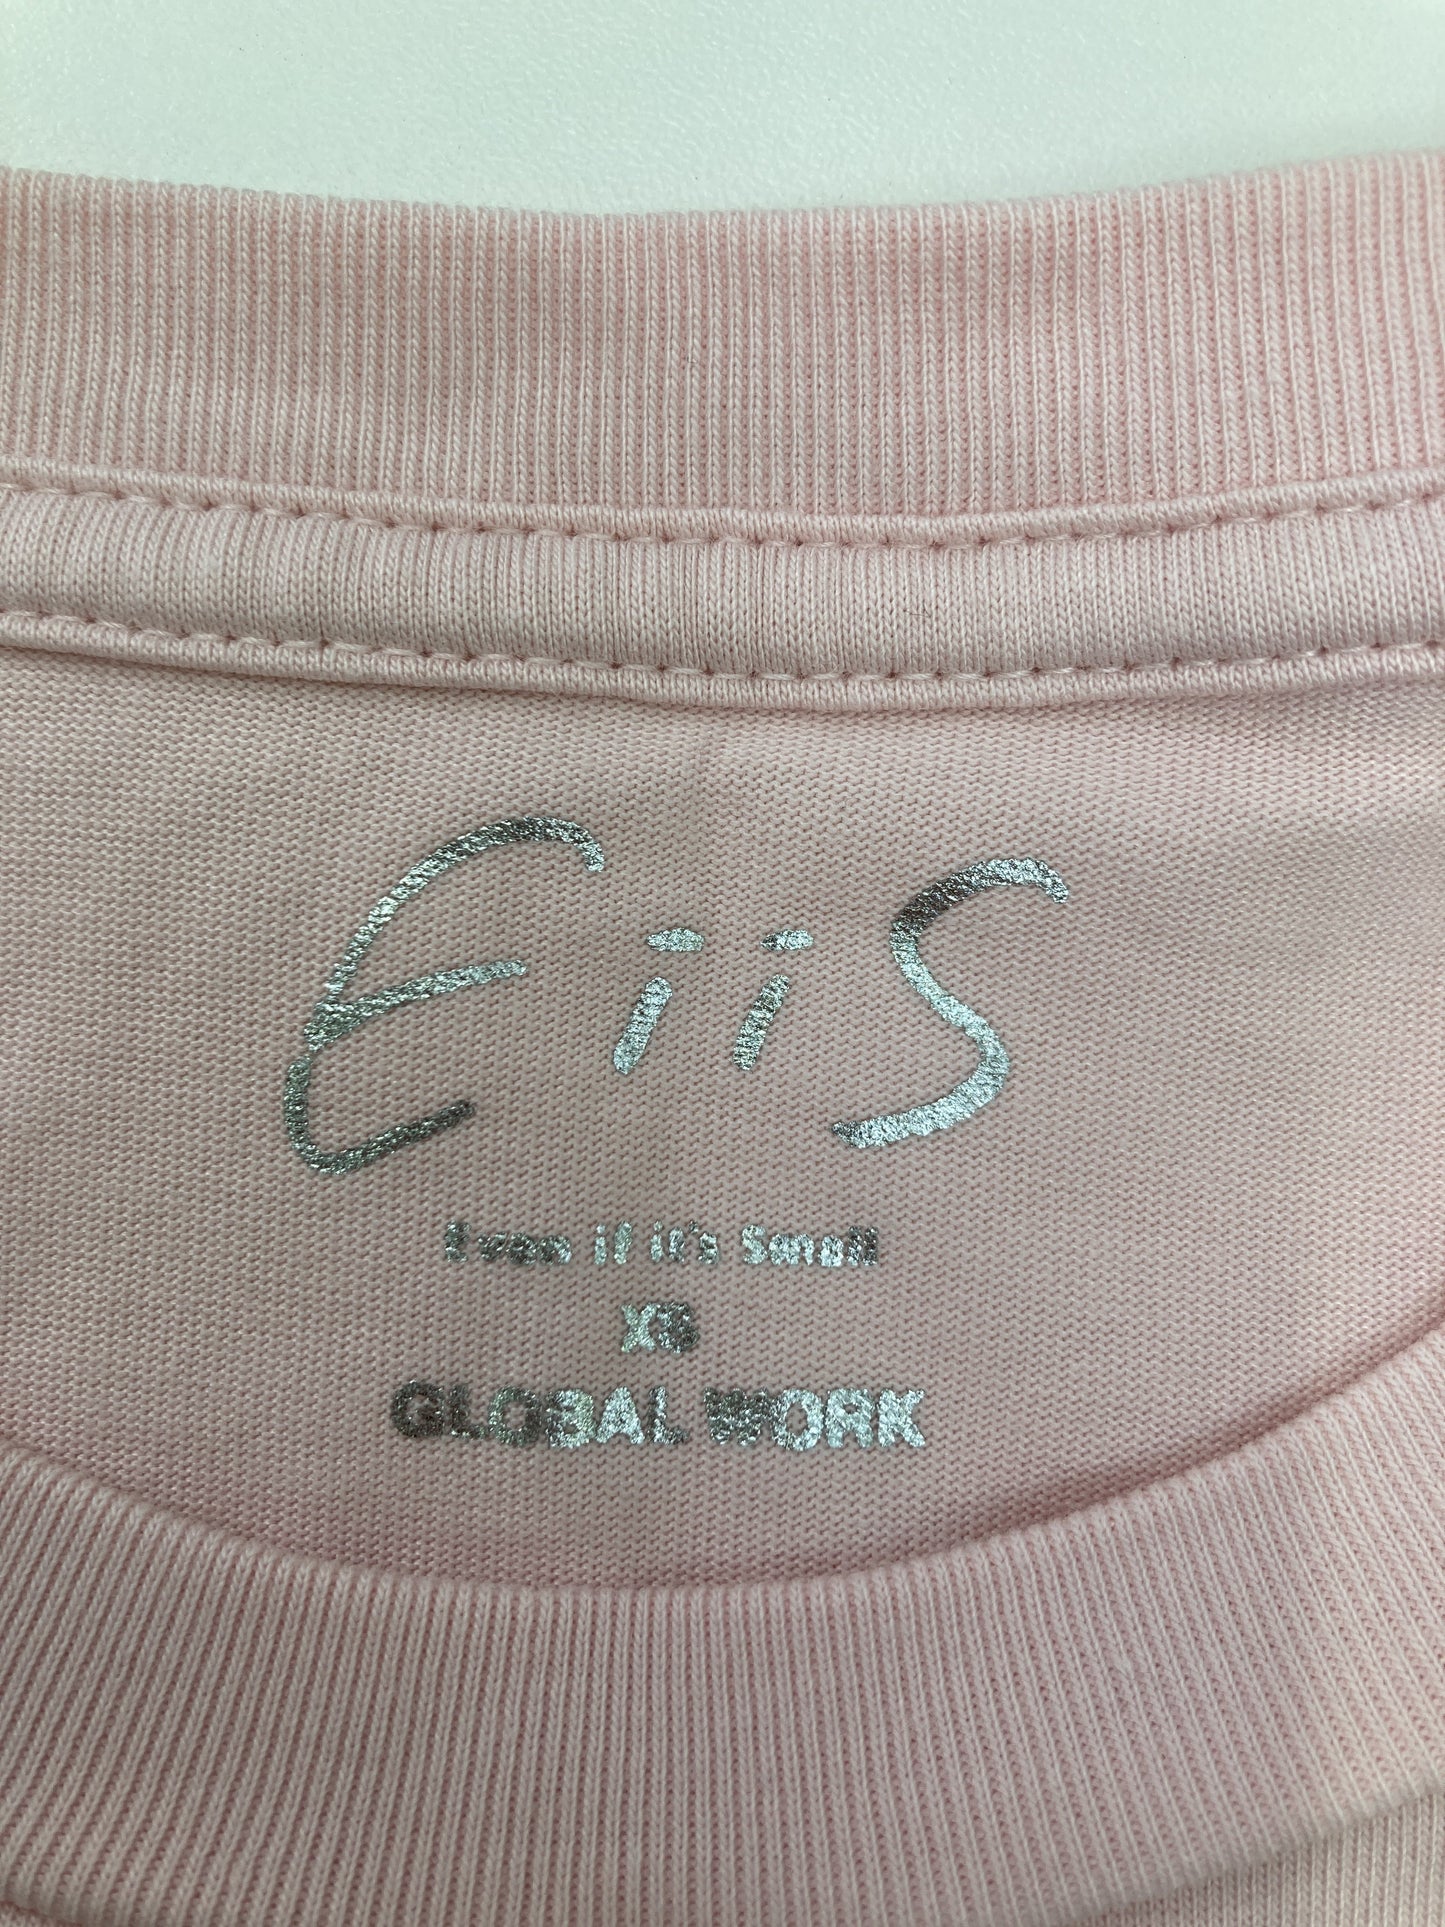 EiiS
Even if it's Small
XS
GLOBAL WORK